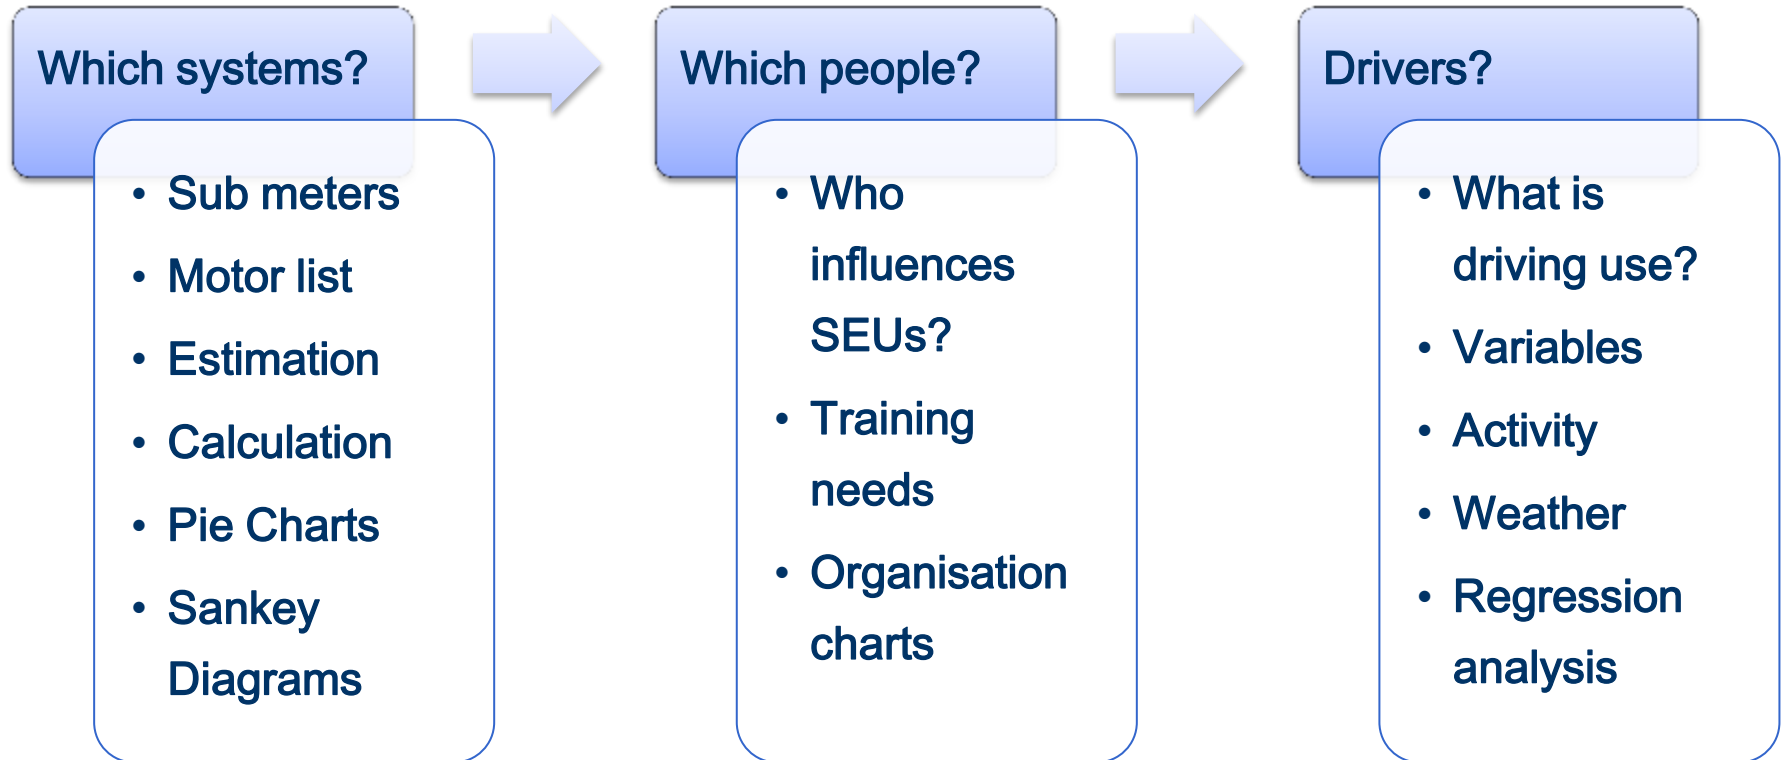 Which systems?
• Sub meters
• Motor list
• Estimation
• Calculation
• Pie Charts
• Sankey
Diagrams
Which people?
• Who
influences
SEUs?
• Training
needs
• Organisation
charts
Drivers?
• What is
driving use?
• Variables
• Activity
• Weather
• Regression
analysis